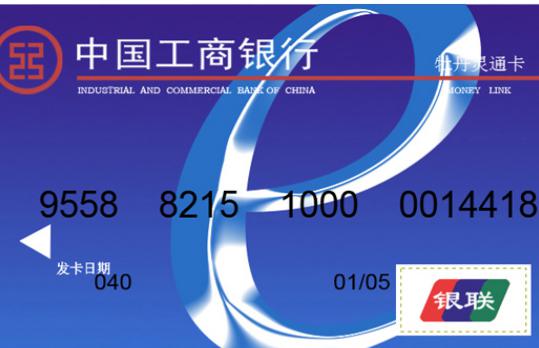 中国工商银行
牡丹灵通卡
INDUSTRIAL AND COMMERCIAL BANK OF CHINA
MONEY LINK
9558 8215 1000 0014418
发卡日期
040 01/05
银联